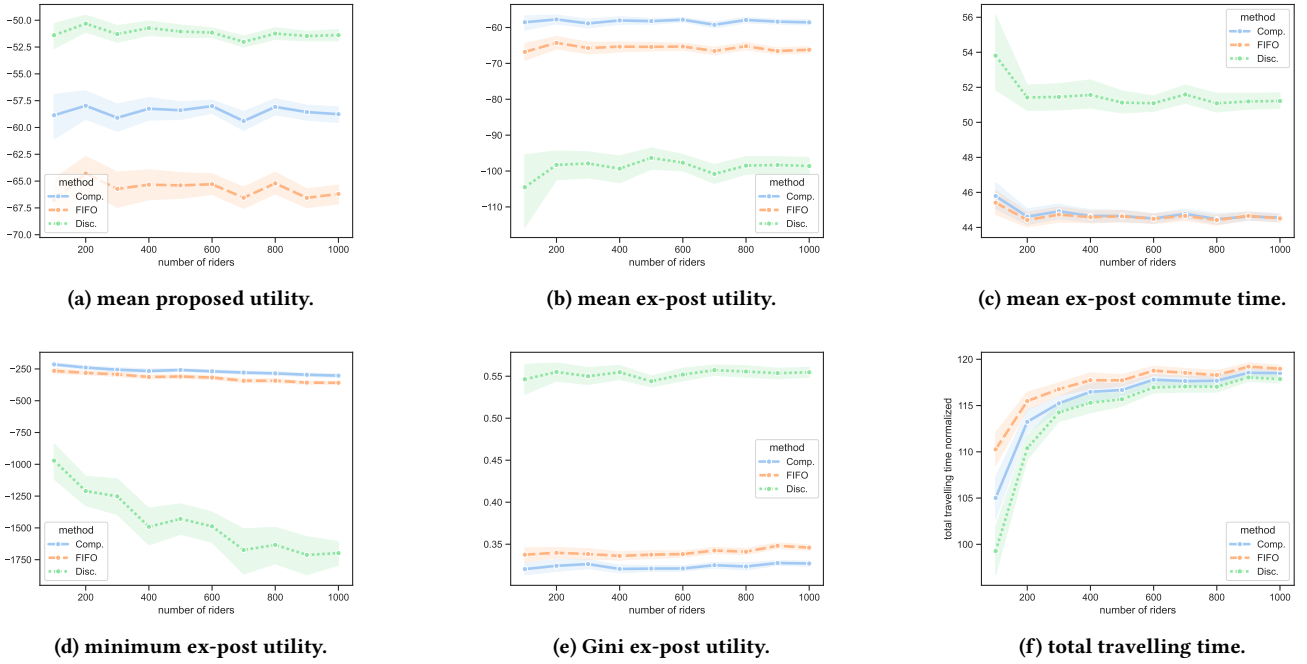 −50.0
−52.5
−55.0
−57.5
−60.0
−62.5
−65.0
−67.5
−70.0
method
Comp.
FIFO
Disc.
200 400 600 800 1000
number of riders
(a) mean proposed utility.
−60
−70
−80
−90
−100
−110
method
Comp.
FIFO
Disc.
200 400 600 800 1000
number of riders
(b) mean ex-post utility.
56
54
52
50
48
46
44
method
Comp.
FIFO
Disc.
200 400 600 800 1000
number of riders
(c) mean ex-post commute time.
−250
−500
−750
−1000
−1250
−1500
−1750
method
Comp.
FIFO
Disc.
200 400 600 800 1000
number of riders
(d) minimum ex-post utility.
0.55
0.50
0.45
0.40
0.35
method
Comp.
FIFO
Disc.
200 400 600 800 1000
number of riders
(e) Gini ex-post utility.
total travelling time normalized
120
115
110
105
100
method
Comp.
FIFO
Disc.
200 400 600 800 1000
number of riders
(f) total travelling time.